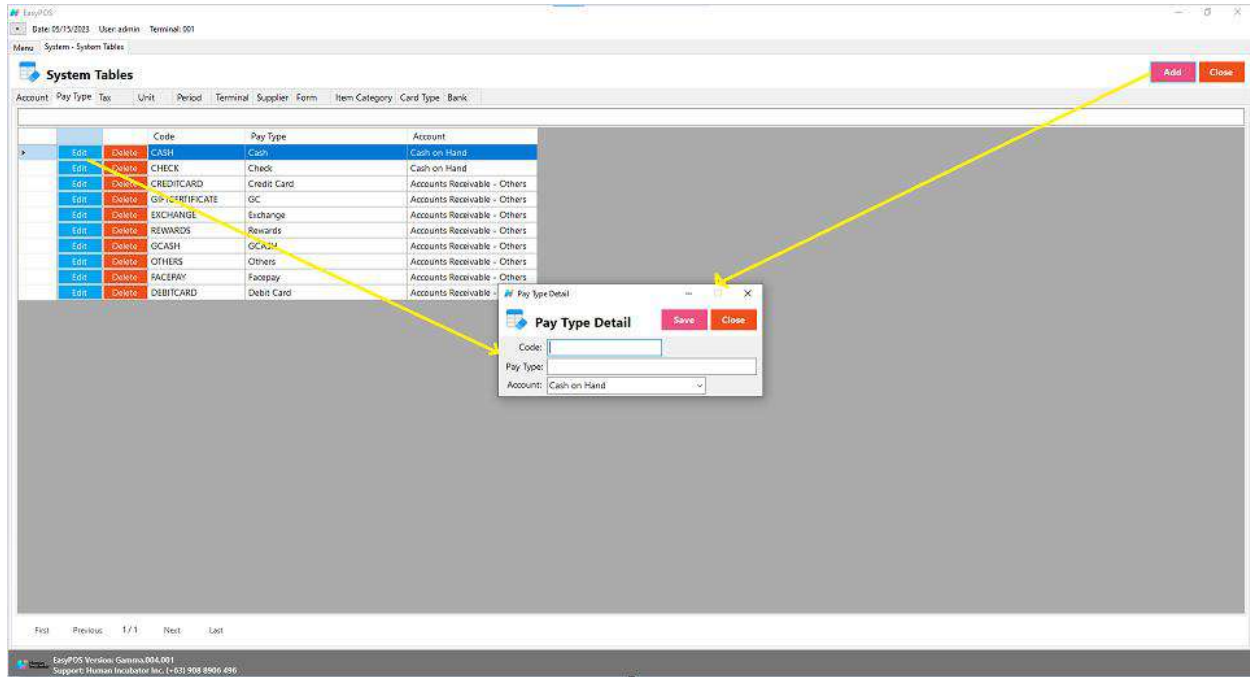 EasyPOS
Date: 05/15/2023 User: admin Terminal: 001
Menu System - System Tables
System Tables
Add Close
Account Pay Type Tax Unit Period Terminal Supplier Form Item Category Card Type Bank
Code Pay Type Account
Edit Delete CASH Cash Cash on Hand
Edit Delete CHECK Check Cash on Hand
Edit Delete CREDITCARD Credit Card Accounts Receivable - Others
Edit Delete GIFTCERTIFICATE GC Accounts Receivable - Others
Edit Delete EXCHANGE Exchange Accounts Receivable - Others
Edit Delete REWARDS Rewards Accounts Receivable - Others
Edit Delete GCASH GCASH Accounts Receivable - Others
Edit Delete OTHERS Others Accounts Receivable - Others
Edit Delete FACEPAY Facepay Accounts Receivable - Others
Edit Delete DEBITCARD Debit Card Accounts Receivable -
Pay Type Detail
Pay Type Detail Save Close
Code:
Pay Type:
Account: Cash on Hand
First Previous 1 / 1 Next Last
EasyPOS Version: Gamma.004.001
Support: Human Incubator Inc. (+63) 908 8906 496